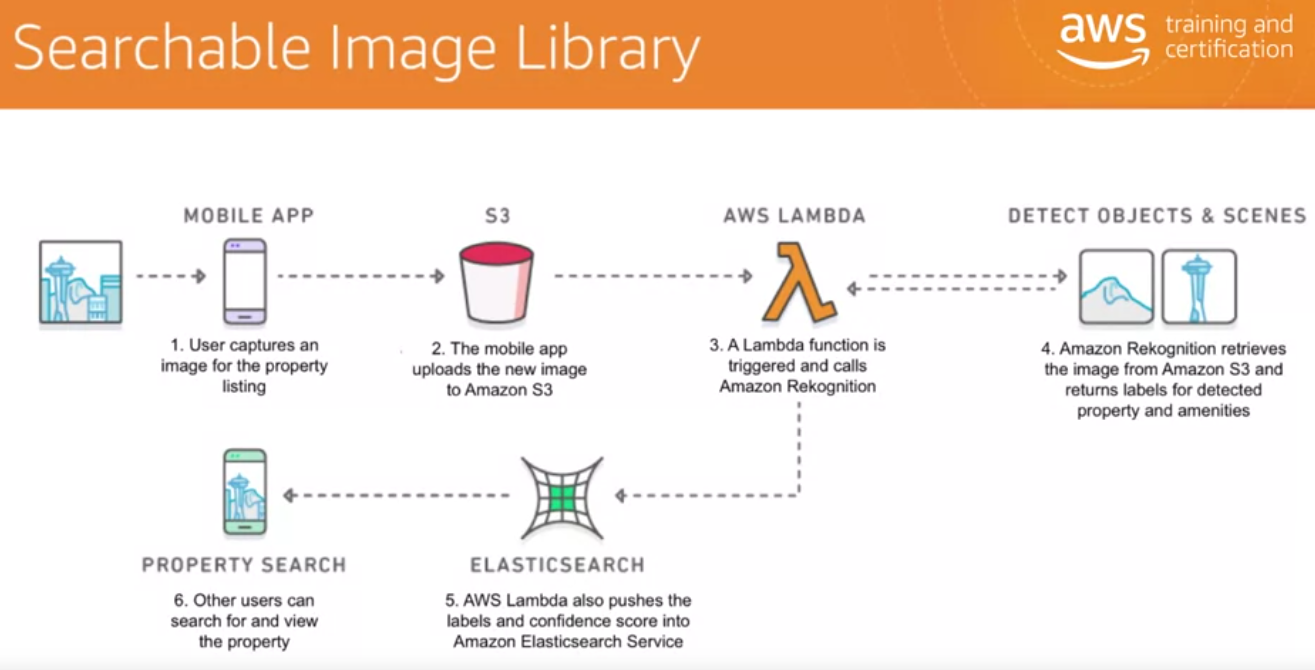 Searchable Image Library
aws training and
certification
MOBILE APP
S3
AWS LAMBDA
DETECT OBJECTS & SCENES
1. User captures an
image for the property
listing
2. The mobile app
uploads the new image
to Amazon S3
3. A Lambda function is
triggered and calls
Amazon Rekognition
4. Amazon Rekognition retrieves
the image from Amazon S3 and
returns labels for detected
property and amenities
PROPERTY SEARCH
ELASTICSEARCH
6. Other users can
search for and view
the property
5. AWS Lambda also pushes the
labels and confidence score into
Amazon Elasticsearch Service